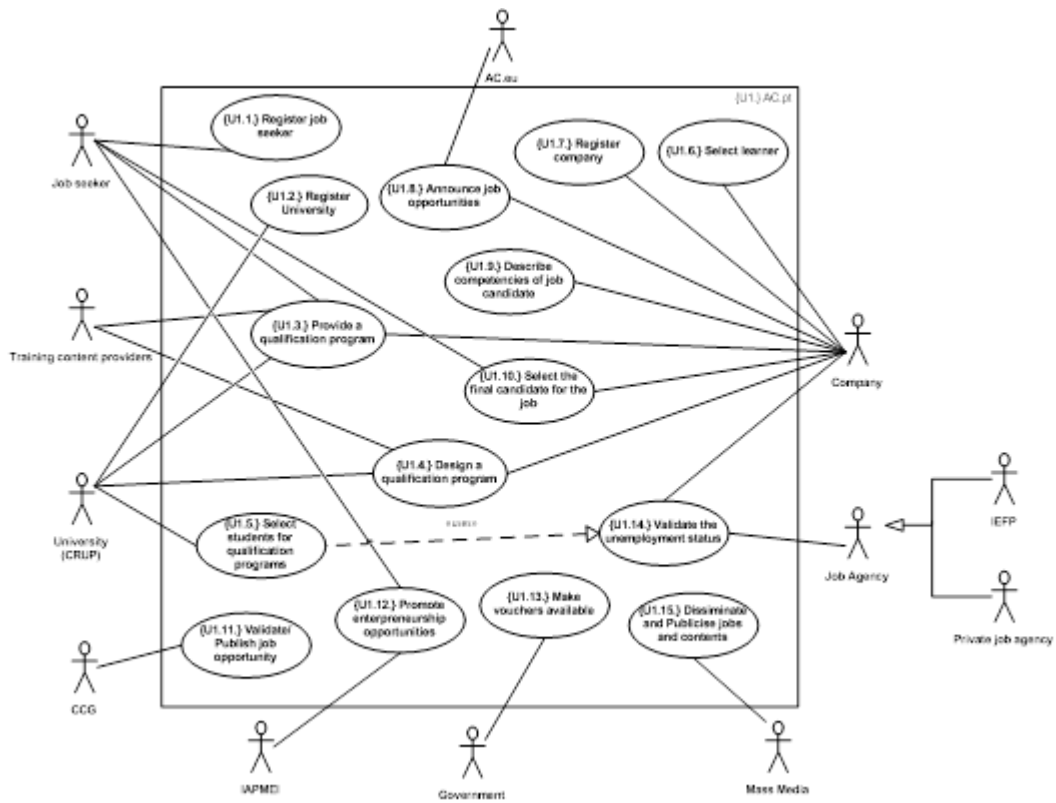 AC.eu
{U1.} AC.pt
{U1.1.} Register job
seeker
{U1.7.} Register
company
{U1.6.} Select learner
Job seeker
{U1.8.} Announce job
opportunities
{U1.2.} Register
University
{U1.9.} Describe
competencies of job
candidate
{U1.3.} Provide a
qualification program
Training content providers
{U1.10.} Select the
final candidate for the
job
Company
{U1.4.} Design a
qualification program
{U1.5.} Select
students for
qualification
programs
{U1.14.} Validate the
unemployment status
University
(CRUP)
IEFP
Job Agency
{U1.12.} Promote
enterpreneurship
opportunities
{U1.13.} Make
vouchers available
{U1.15.} Dissiminate
and Publicise jobs
and contents
{U1.11.} Validate/
Publish job
opportunity
Private job agency
CCG
IAPMEI
Government
Mass Media